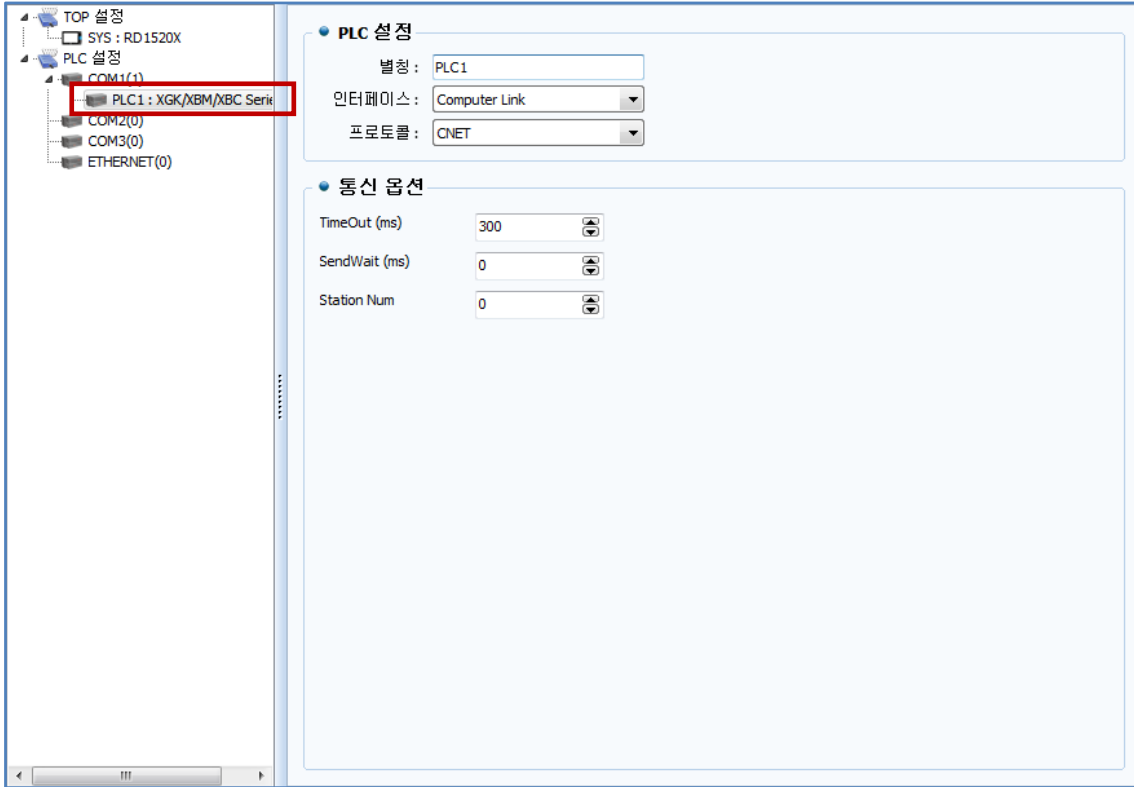 TOP 설정
SYS : RD1520X
PLC 설정
COM1(1)
PLC1 : XGK/XBM/XBC Serie
COM2(0)
COM3(0)
ETHERNET(0)
PLC 설정
별칭 : PLC1
인터페이스 : Computer Link
프로토콜 : CNET
통신 옵션
TimeOut (ms) 300
SendWait (ms) 0
Station Num 0